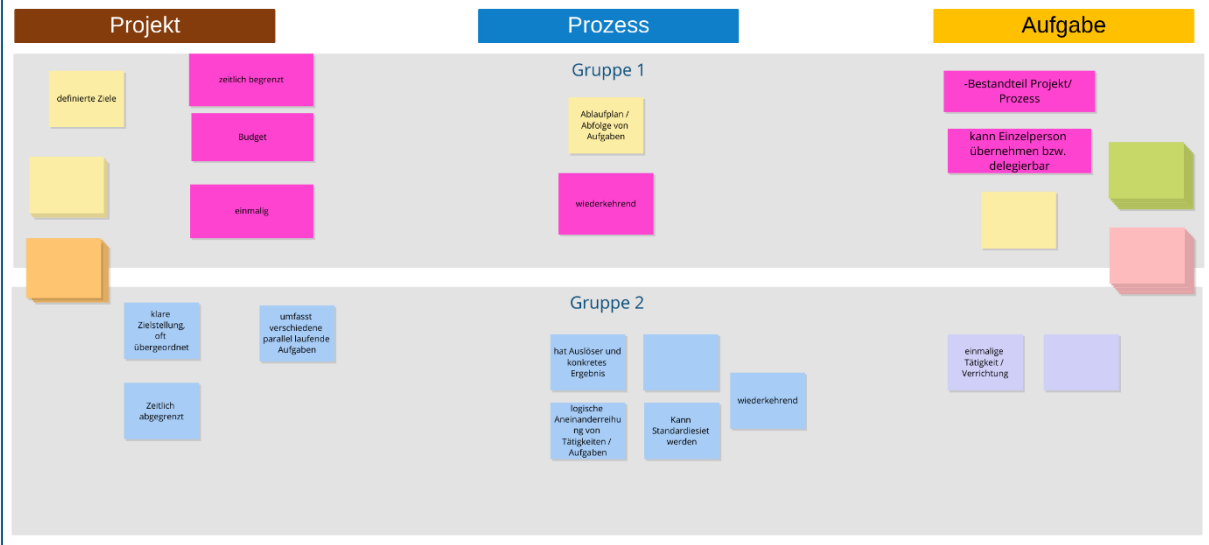 Projekt
Prozess
Aufgabe
Gruppe 1
definierte Ziele
zeitlich begrenzt
Budget
einmalig
Ablaufplan /
Abfolge von
Aufgaben
wiederkehrend
-Bestandteil Projekt/
Prozess
kann Einzelperson
übernehmen bzw.
delegierbar
Gruppe 2
klare
Zielstellung,
oft
übergeordnet
umfasst
verschiedene
parallel laufende
Aufgaben
Zeitlich
abgegrenzt
hat Auslöser und
konkretes
Ergebnis
logische
Aneinanderreihu
ng von
Tätigkeiten /
Aufgaben
Kann
Standardiesiet
werden
wiederkehrend
einmalige
Tätigkeit /
Verrichtung